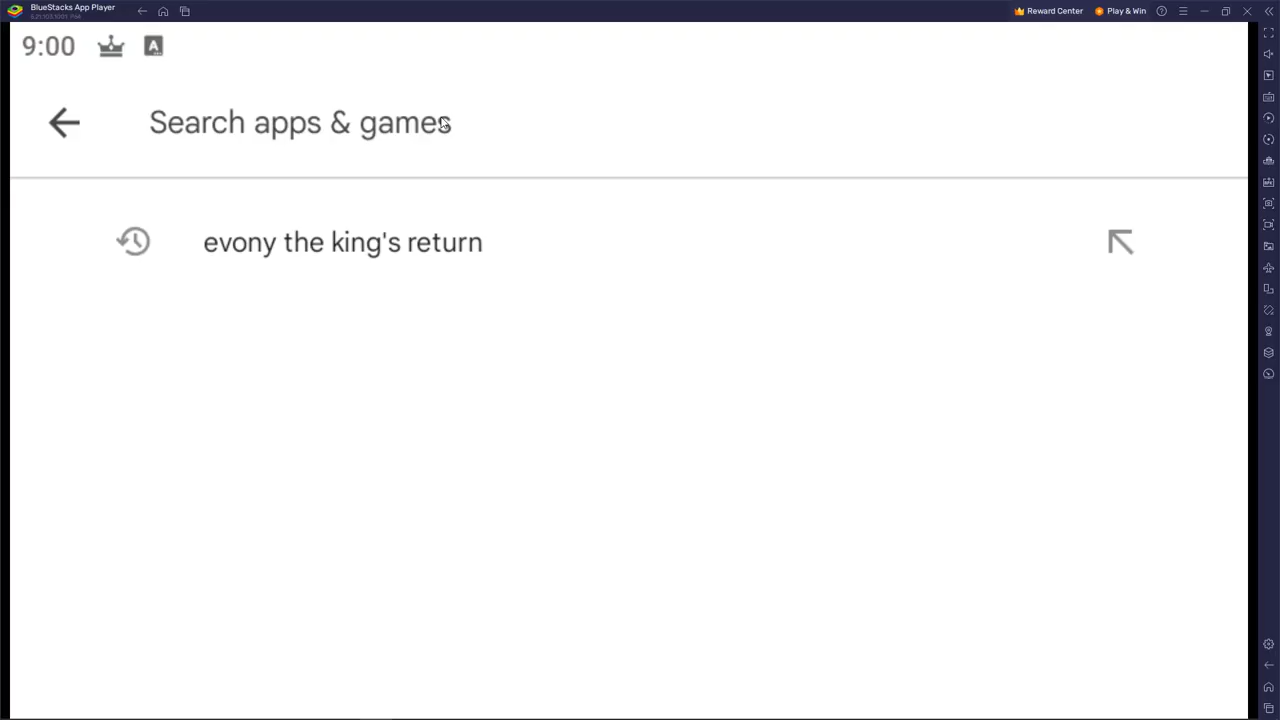 BlueStacks App Player
Reward Center
Play & Win
9:00
A
Search apps & games
evony the king's return